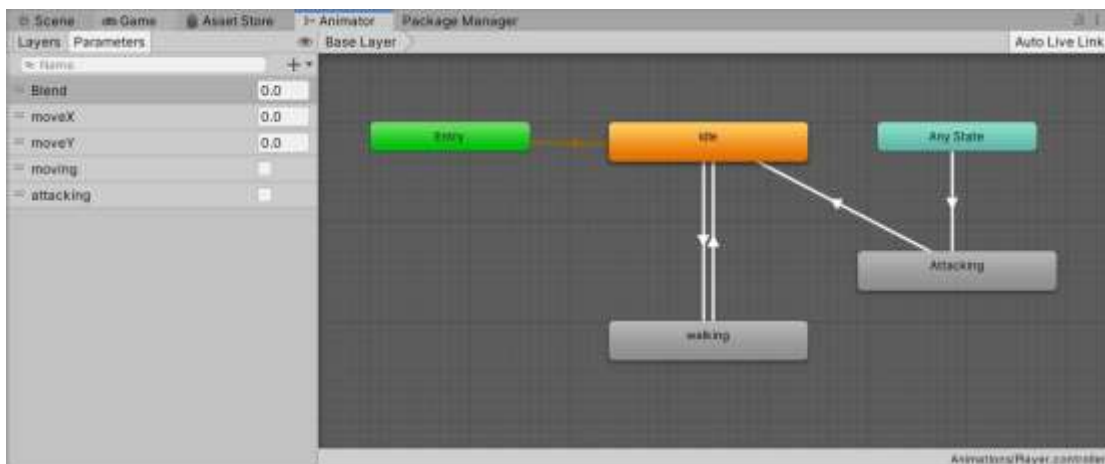 Scene Game Asset Store Animator Package Manager
Layers Parameters Base Layer Auto Live Link
Name
Blend 0.0
moveX 0.0
moveY 0.0
moving
attacking
Entry Idle Any State
Attacking
walking
Animations/Player.controller